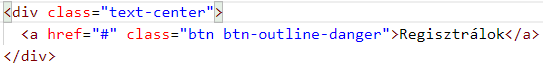 <div class="text-center">
<a href="#" class="btn btn-outline-danger">Regisztrálok</a>
</div>